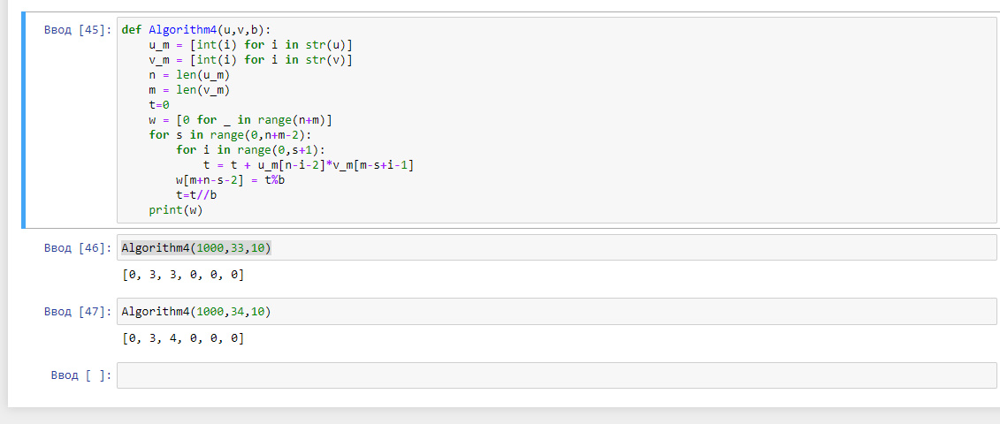 Ввод [45]: def Algorithm4(u,v,b):
    u_m = [int(i) for i in str(u)]
    v_m = [int(i) for i in str(v)]
    n = len(u_m)
    m = len(v_m)
    t=0
    w = [0 for _ in range(n+m)]
    for s in range(0,n+m-2):
        for i in range(0,s+1):
            t = t + u_m[n-i-2]*v_m[m-s+i-1]
        w[m+n-s-2] = t%b
        t=t//b
    print(w)
Ввод [46]: Algorithm4(1000,33,10)
[0, 3, 3, 0, 0, 0]
Ввод [47]: Algorithm4(1000,34,10)
[0, 3, 4, 0, 0, 0]
Ввод [ ]: